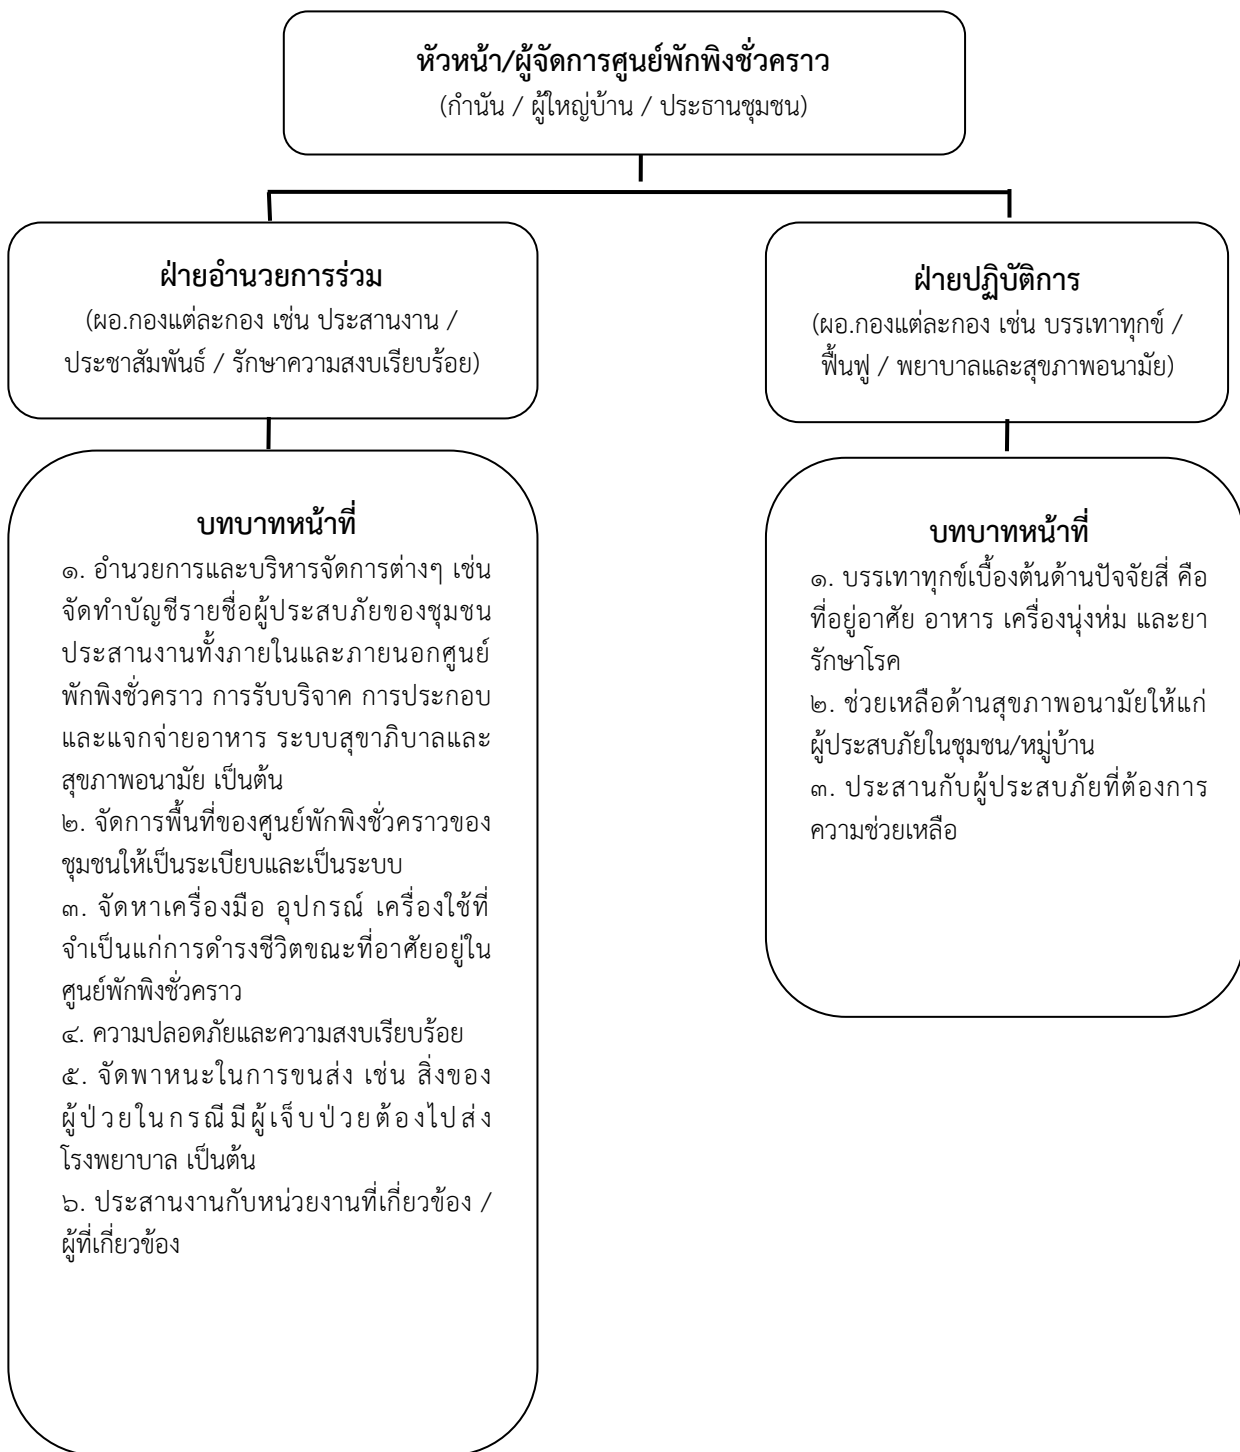 หัวหน้า/ผู้จัดการศูนย์พักพิงชั่วคราว
(กำนัน / ผู้ใหญ่บ้าน / ประธานชุมชน)
ฝ่ายอำนวยการร่วม
(ผอ.กองแต่ละกอง เช่น ประสานงาน /
ประชาสัมพันธ์ / รักษาความสงบเรียบร้อย)
ฝ่ายปฏิบัติการ
(ผอ.กองแต่ละกอง เช่น บรรเทาทุกข์ /
ฟื้นฟู / พยาบาลและสุขภาพอนามัย)
บทบาทหน้าที่
๑. อำนวยการและบริหารจัดการต่างๆ เช่น
จัดทำบัญชีรายชื่อผู้ประสบภัยของชุมชน
ประสานงานทั้งภายในและภายนอกศูนย์
พักพิงชั่วคราว การรับบริจาค การประกอบ
และแจกจ่ายอาหาร ระบบสุขาภิบาลและ
สุขภาพอนามัย เป็นต้น
๒. จัดการพื้นที่ของศูนย์พักพิงชั่วคราวของ
ชุมชนให้เป็นระเบียบและเป็นระบบ
๓. จัดหาเครื่องมือ อุปกรณ์ เครื่องใช้ที่
จำเป็นแก่การดำรงชีวิตขณะที่อาศัยอยู่ใน
ศูนย์พักพิงชั่วคราว
๔. ความปลอดภัยและความสงบเรียบร้อย
๕. จัดพาหนะในการขนส่ง เช่น สิ่งของ
ผู้ป่วยในกรณีมีผู้เจ็บป่วยต้องไปส่ง
โรงพยาบาล เป็นต้น
๖. ประสานงานกับหน่วยงานที่เกี่ยวข้อง /
ผู้ที่เกี่ยวข้อง
บทบาทหน้าที่
๑. บรรเทาทุกข์เบื้องต้นด้านปัจจัยสี่ คือ
ที่อยู่อาศัย อาหาร เครื่องนุ่งห่ม และยา
รักษาโรค
๒. ช่วยเหลือด้านสุขภาพอนามัยให้แก่
ผู้ประสบภัยในชุมชน/หมู่บ้าน
๓. ประสานกับผู้ประสบภัยที่ต้องการ
ความช่วยเหลือ